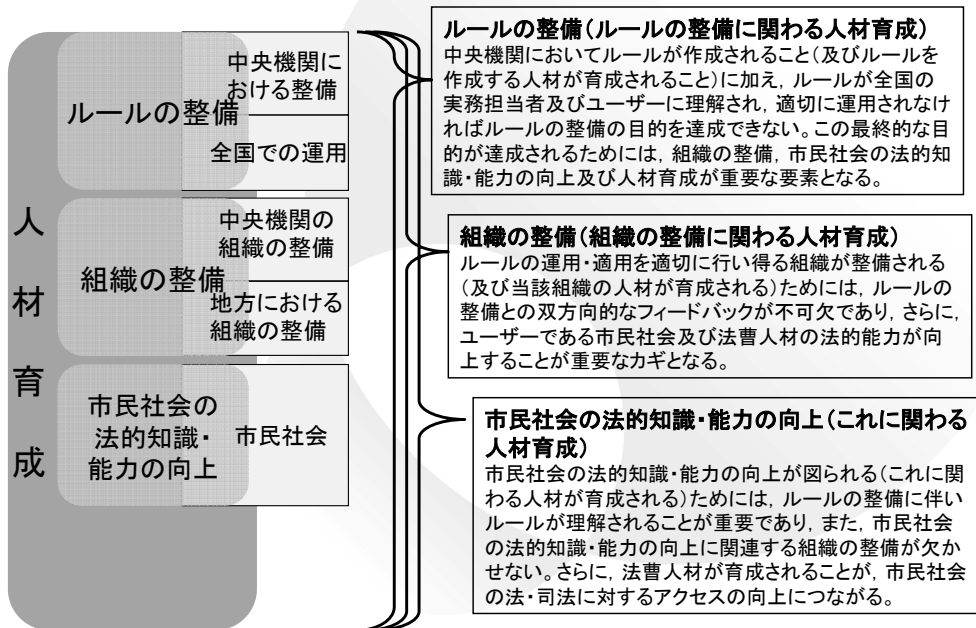 人
材
育
成
ルールの整備
中央機関に
おける整備
全国での運用
組織の整備
中央機関の
組織の整備
地方における
組織の整備
市民社会の
法的知識・
能力の向上
市民社会
ルールの整備(ルールの整備に関わる人材育成)
中央機関においてルールが作成されること(及びルールを
作成する人材が育成されること)に加え，ルールが全国の
実務担当者及びユーザーに理解され，適切に運用されなけ
ればルールの整備の目的を達成できない。この最終的な目
的が達成されるためには，組織の整備，市民社会の法的知
識・能力の向上及び人材育成が重要な要素となる。
組織の整備(組織の整備に関わる人材育成)
ルールの運用・適用を適切に行い得る組織が整備される
(及び当該組織の人材が育成される)ためには，ルールの
整備との双方向的なフィードバックが不可欠であり，さらに，
ユーザーである市民社会及び法曹人材の法的能力が向
上することが重要なカギとなる。
市民社会の法的知識・能力の向上(これに関わる
人材育成)
市民社会の法的知識・能力の向上が図られる(これに関
わる人材が育成される)ためには，ルールの整備に伴い
ルールが理解されることが重要であり，また，市民社会
の法的知識・能力の向上に関連する組織の整備が欠か
せない。さらに，法曹人材が育成されることが，市民社会
の法・司法に対するアクセスの向上につながる。